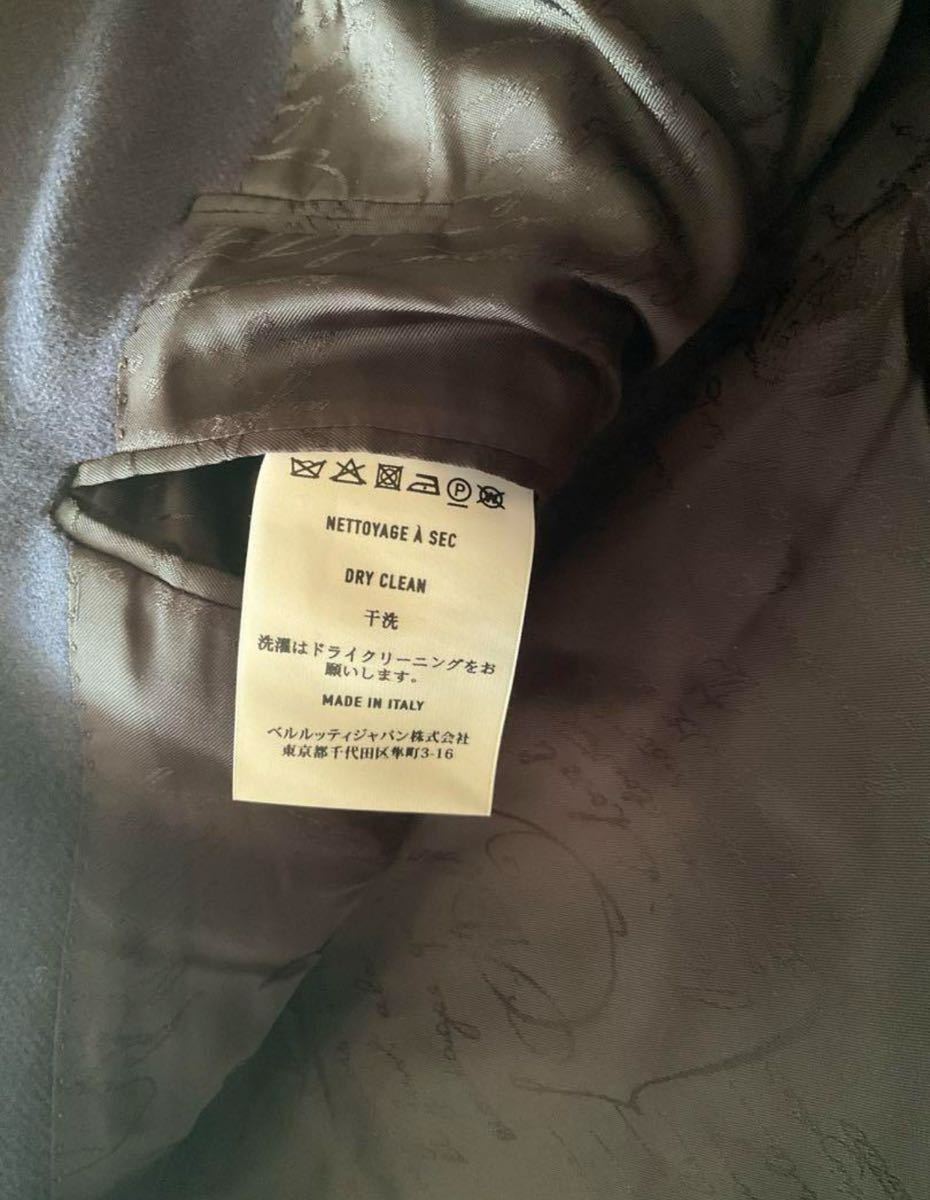 P W
NETTOYAGE À SEC
DRY CLEAN
干洗
洗濯はドライクリーニングをお
願いします。
MADE IN ITALY
ベルルッティジャパン株式会社
東京都千代田区隼町3-16